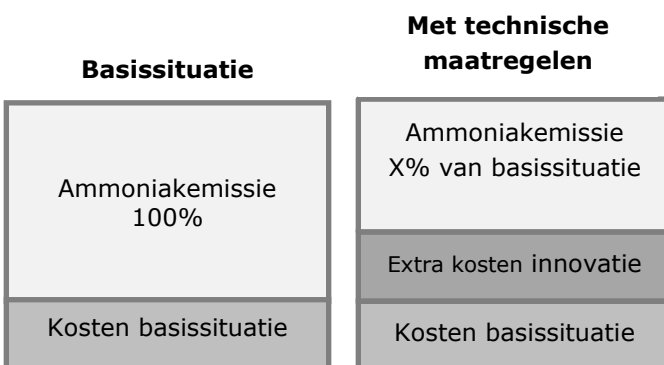 Basissituatie
Ammoniakemissie
100%
Kosten basissituatie
Met technische
maatregelen
Ammoniakemissie
X% van basissituatie
Extra kosten innovatie
Kosten basissituatie